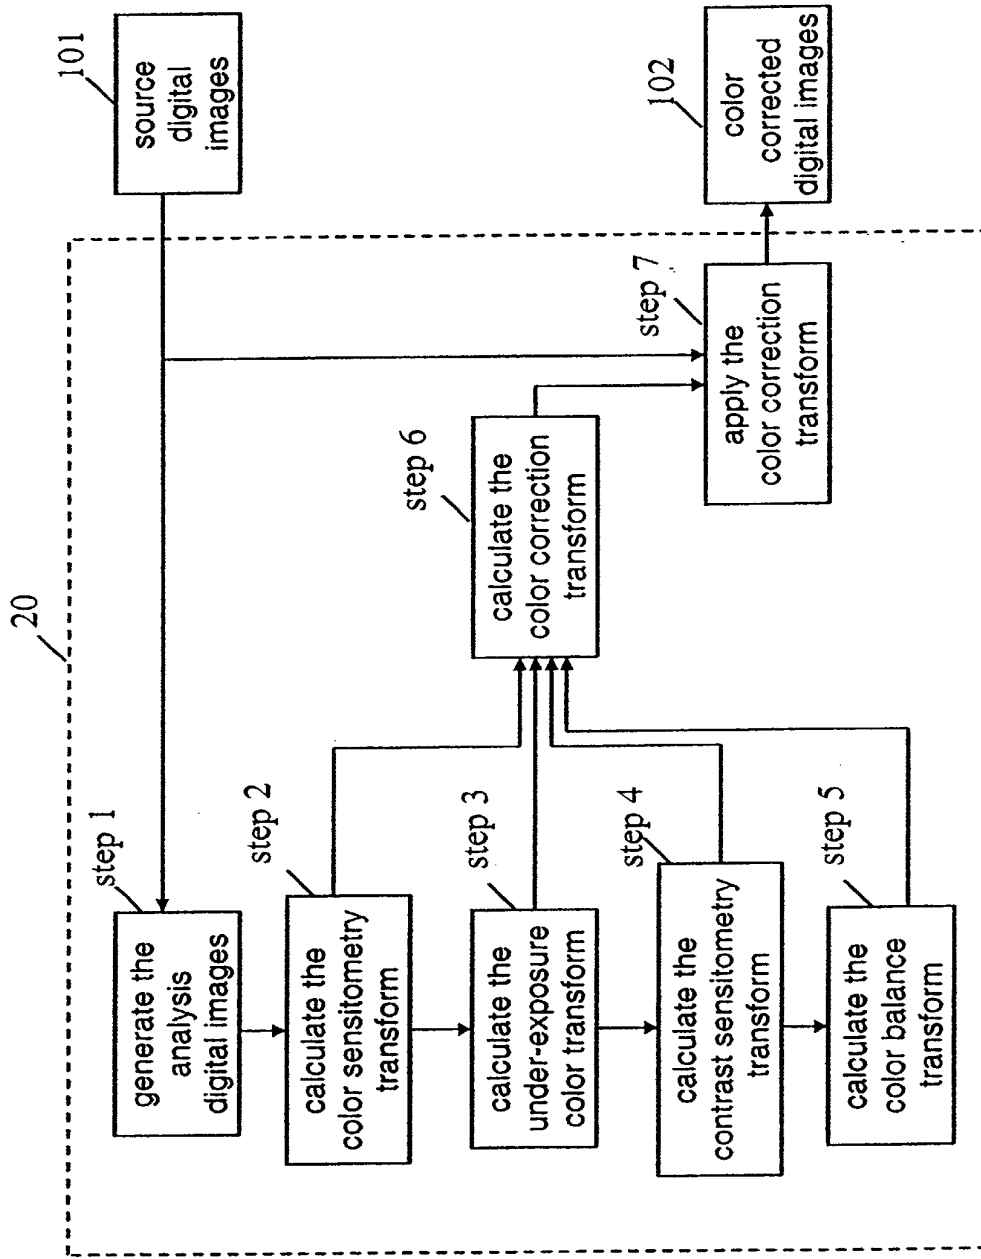 20
101
source
digital
images
step 1
generate the
analysis
digital images
step 2
calculate the
color sensitometry
transform
step 3
calculate the
under-exposure
color transform
step 4
calculate the
contrast sensitometry
transform
step 5
calculate the
color balance
transform
step 6
calculate the
color correction
transform
step 7
apply the
color correction
transform
102
color
corrected
digital images